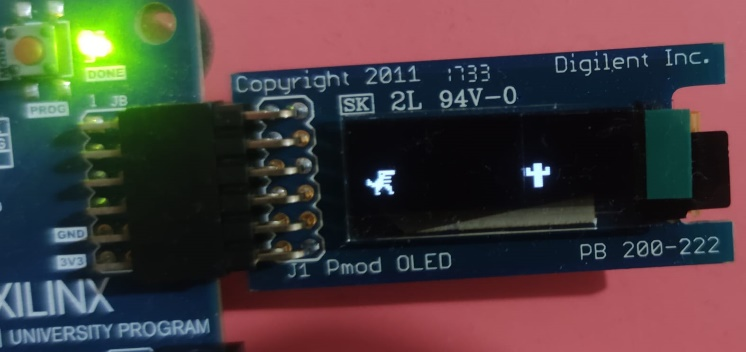 DONE
PROG
1 JB
GND
3V3
XILINX
UNIVERSITY PROGRAM
Copyright 2011 1733 Digilent Inc.
SK 2L 94V-0
J1 Pmod OLED
PB 200-222